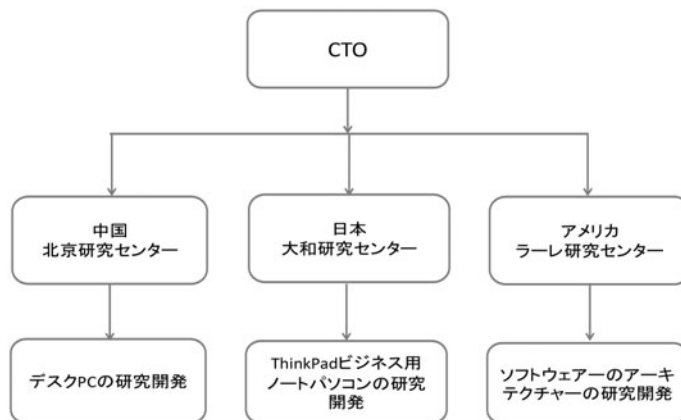 CTO
中国
北京研究センター
日本
大和研究センター
アメリカ
ラーレ研究センター
デスクPCの研究開発
ThinkPadビジネス用
ノートパソコンの研究
開発
ソフトウェアーのアーキ
テクチャーの研究開発